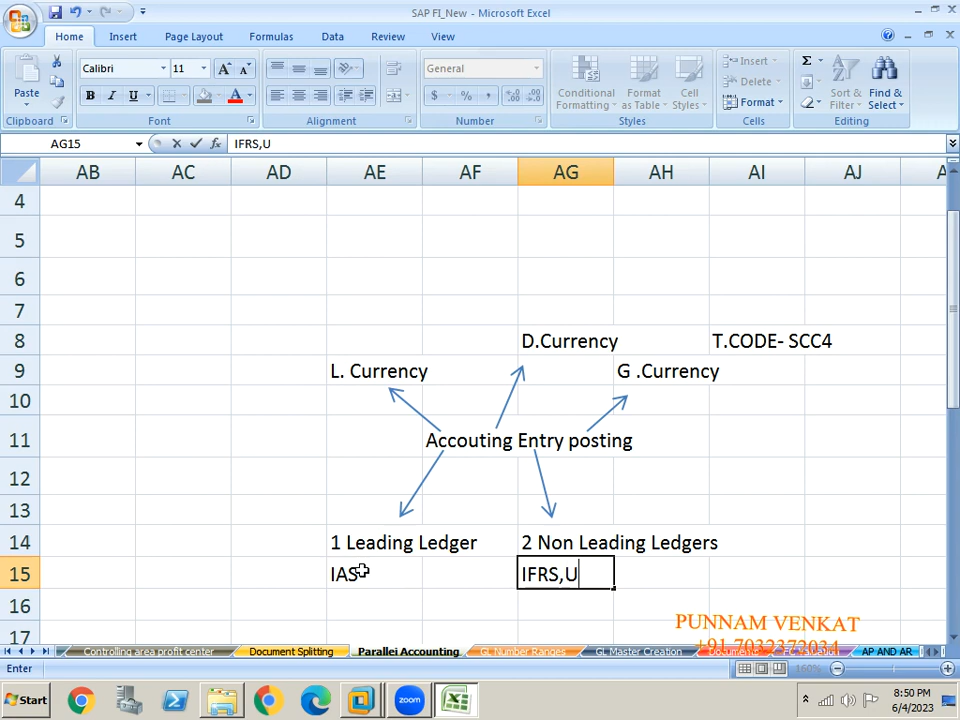 SAP FI_New - Microsoft Excel
Home Insert Page Layout Formulas Data Review View
Paste
Calibri 11
General
Conditional Formatting
Format as Table
Cell Styles
Insert
Delete
Format
Sort & Filter
Find & Select
Clipboard Font Alignment Number Styles Cells Editing
AG15 IFRS,U
AB AC AD AE AF AG AH AI AJ
4
5
6
7
8 D.Currency T.CODE- SCC4
9 L. Currency G .Currency
10
11 Accouting Entry posting
12
13
14 1 Leading Ledger 2 Non Leading Ledgers
15 IAS IFRS,U
16
PUNNAM VENKAT
17
+91 7032372034
Controlling area profit center Document Splitting Parallel Accounting GL Number Ranges GL Master Creation AP AND AR
Enter 160%
Start zoom 8:50 PM
6/4/2023